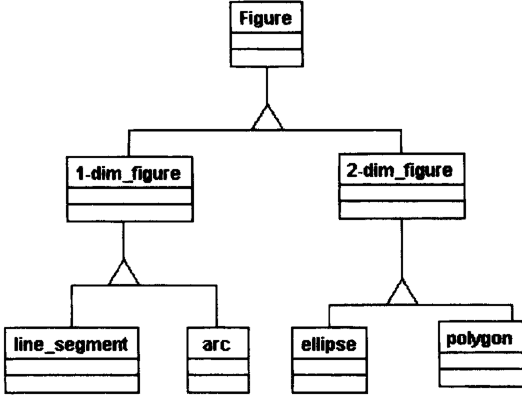 Figure
1-dim_figure
2-dim_figure
line_segment
arc
ellipse
polygon